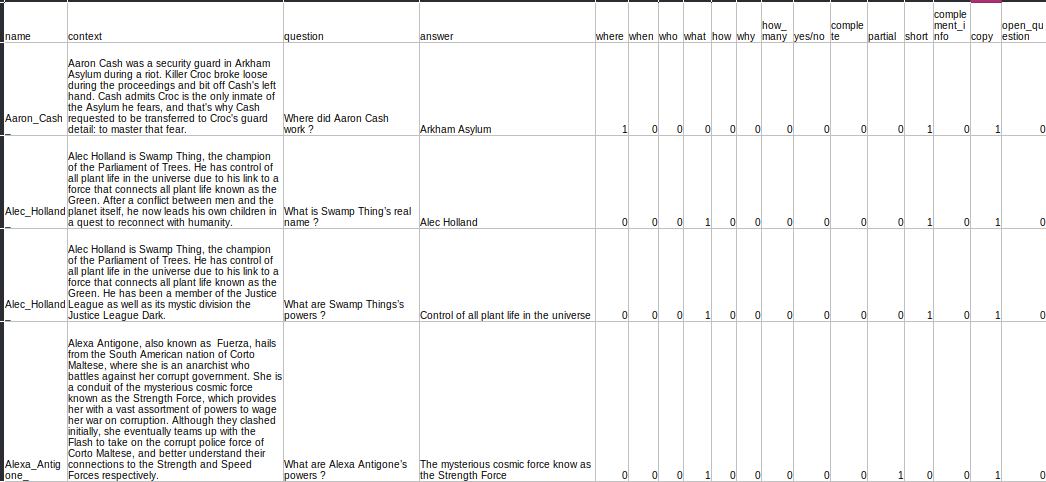 name context question answer where when who what how why how_many yes/no complete partial short complement_info copy open_question
Aaron Cash was a security guard in Arkham
Asylum during a riot. Killer Croc broke loose
during the proceedings and bit off Cash's left
hand. Cash admits Croc is the only inmate of
the Asylum he fears, and that's why Cash
requested to be transferred to Croc's guard
detail: to master that fear.
Aaron_Cash_
Where did Aaron Cash
work ?
Arkham Asylum
1 0 0 0 0 0 0 0 0 0 1 0 1 0
Alec Holland is Swamp Thing, the champion
of the Parliament of Trees. He has control of
all plant life in the universe due to his link to a
force that connects all plant life known as the
Green. After a conflict between men and the
planet itself, he now leads his own children in
a quest to reconnect with humanity.
Alec_Holland_
What is Swamp Thing's real
name ?
Alec Holland
0 0 0 1 0 0 0 0 0 0 1 0 1 0
Alec Holland is Swamp Thing, the champion
of the Parliament of Trees. He has control of
all plant life in the universe due to his link to a
force that connects all plant life known as the
Green. He has been a member of the Justice
League as well as its mystic division the
Justice League Dark.
Alec_Holland_
What are Swamp Things's
powers ?
Control of all plant life in the universe
0 0 0 1 0 0 0 0 0 0 1 0 1 0
Alexa Antigone, also known as  Fuerza, hails
from the South American nation of Corto
Maltese, where she is an anarchist who
battles against her corrupt government. She is
a conduit of the mysterious cosmic force
known as the Strength Force, which provides
her with a vast assortment of powers to wage
her war on corruption. Although they clashed
initially, she eventually teams up with the
Flash to take on the corrupt police force of
Corto Maltese, and better understand their
connections to the Strength and Speed
Forces respectively.
Alexa_Antig
one_
What are Alexa Antigone's
powers ?
The mysterious cosmic force know as
the Strength Force
0 0 0 1 0 0 0 0 0 1 0 0 1 0